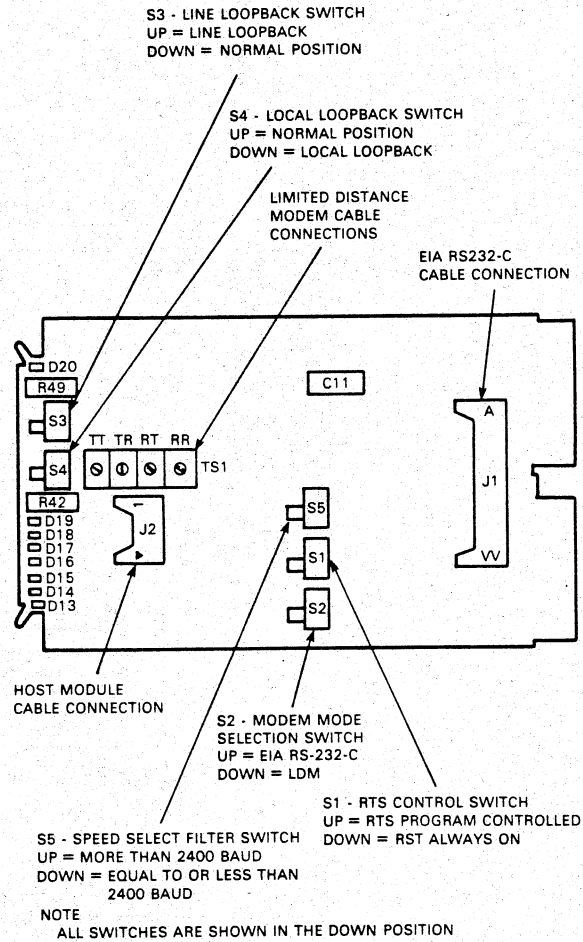 S3 - LINE LOOPBACK SWITCH
UP = LINE LOOPBACK
DOWN = NORMAL POSITION
S4 - LOCAL LOOPBACK SWITCH
UP = NORMAL POSITION
DOWN = LOCAL LOOPBACK
LIMITED DISTANCE
MODEM CABLE
CONNECTIONS
EIA RS232-C
CABLE CONNECTION
D20
R49
C11
S3
A
TT TR RT RR
S4
TS1
J1
R42
S5
1
J2
D19
D18
D17
D16
S1
VV
D15
D14
D13
S2
HOST MODULE
CABLE CONNECTION
S2 - MODEM MODE
SELECTION SWITCH
UP = EIA RS-232-C
DOWN = LDM
S1 - RTS CONTROL SWITCH
UP = RTS PROGRAM CONTROLLED
DOWN = RST ALWAYS ON
S5 - SPEED SELECT FILTER SWITCH
UP = MORE THAN 2400 BAUD
DOWN = EQUAL TO OR LESS THAN
2400 BAUD
NOTE
ALL SWITCHES ARE SHOWN IN THE DOWN POSITION